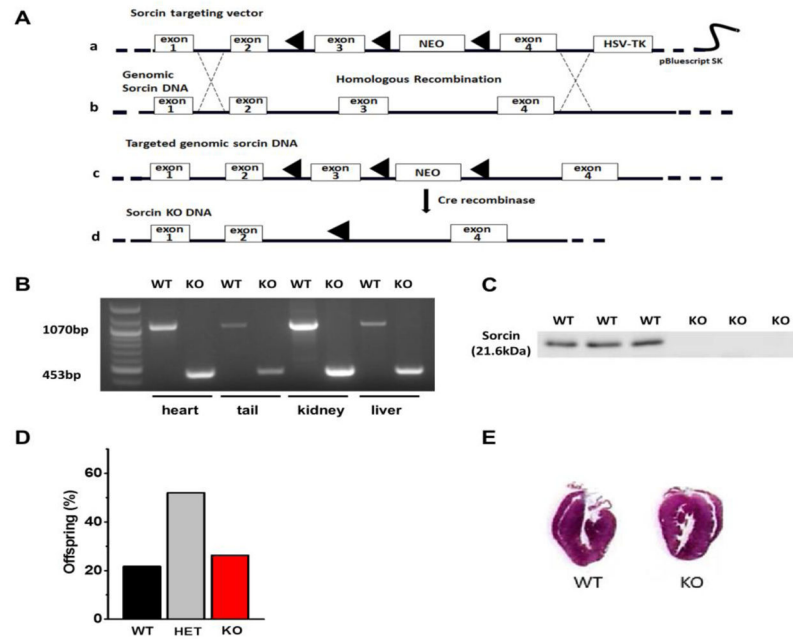 A
Sorcin targeting vector
a
exon 1
exon 2
exon 3
NEO
exon 4
HSV-TK
pBluescript SK
Genomic
Sorcin DNA
Homologous Recombination
b
exon 1
exon 2
exon 3
exon 4
Targeted genomic sorcin DNA
c
exon 1
exon 2
exon 3
NEO
exon 4
Cre recombinase
Sorcin KO DNA
d
exon 1
exon 2
exon 4
B
WT KO WT KO WT KO WT KO
1070bp
453bp
heart tail kidney liver
C
WT WT WT KO KO KO
Sorcin
(21.6kDa)
D
Offspring (%)
60
40
20
0
WT HET KO
E
WT KO